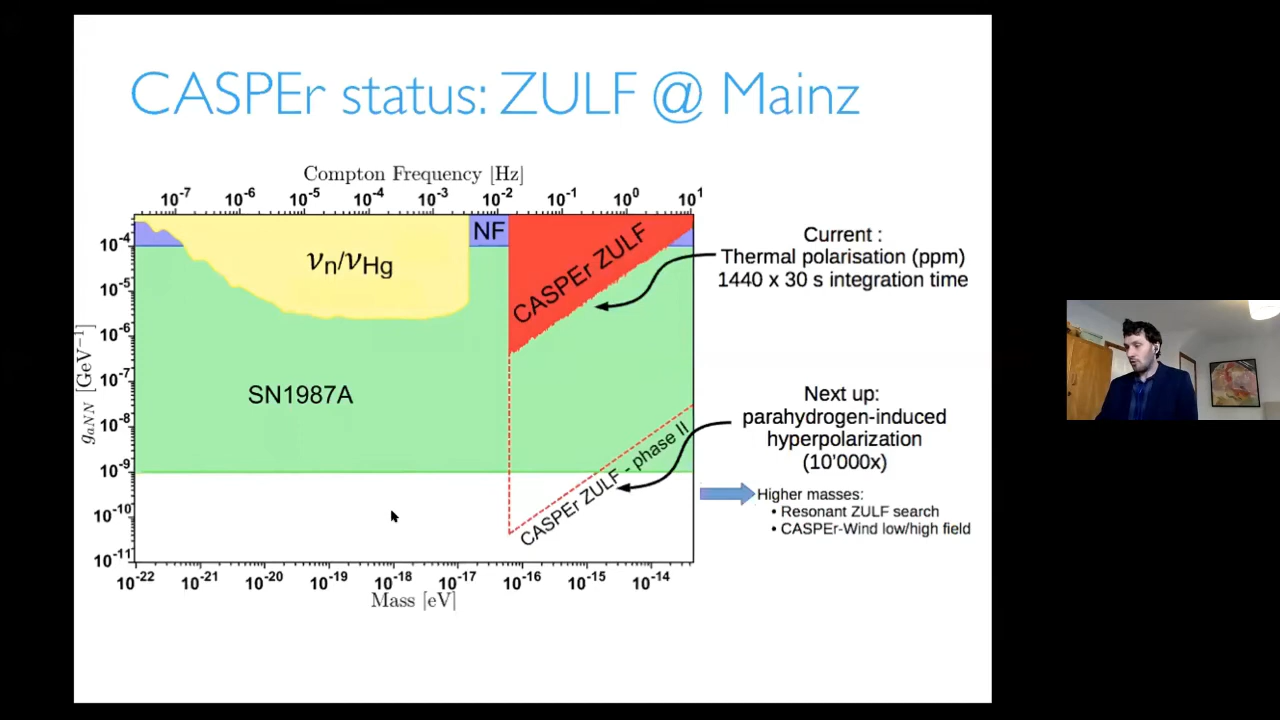 CASPEr status: ZULF @ Mainz
Compton Frequency [Hz]
10-7 10-6 10-5 10-4 10-3 10-2 10-1 100 101
10-4
10-5
10-6
10-7
10-8
10-9
10-10
10-11
gaNN [GeV−1]
νn/νHg
NF
CASPEr ZULF
SN1987A
CASPEr ZULF - phase II
10-22 10-21 10-20 10-19 10-18 10-17 10-16 10-15 10-14
Mass [eV]
Current :
Thermal polarisation (ppm)
1440 x 30 s integration time
Next up:
parahydrogen-induced
hyperpolarization
(10'000x)
Higher masses:
• Resonant ZULF search
• CASPEr-Wind low/high field